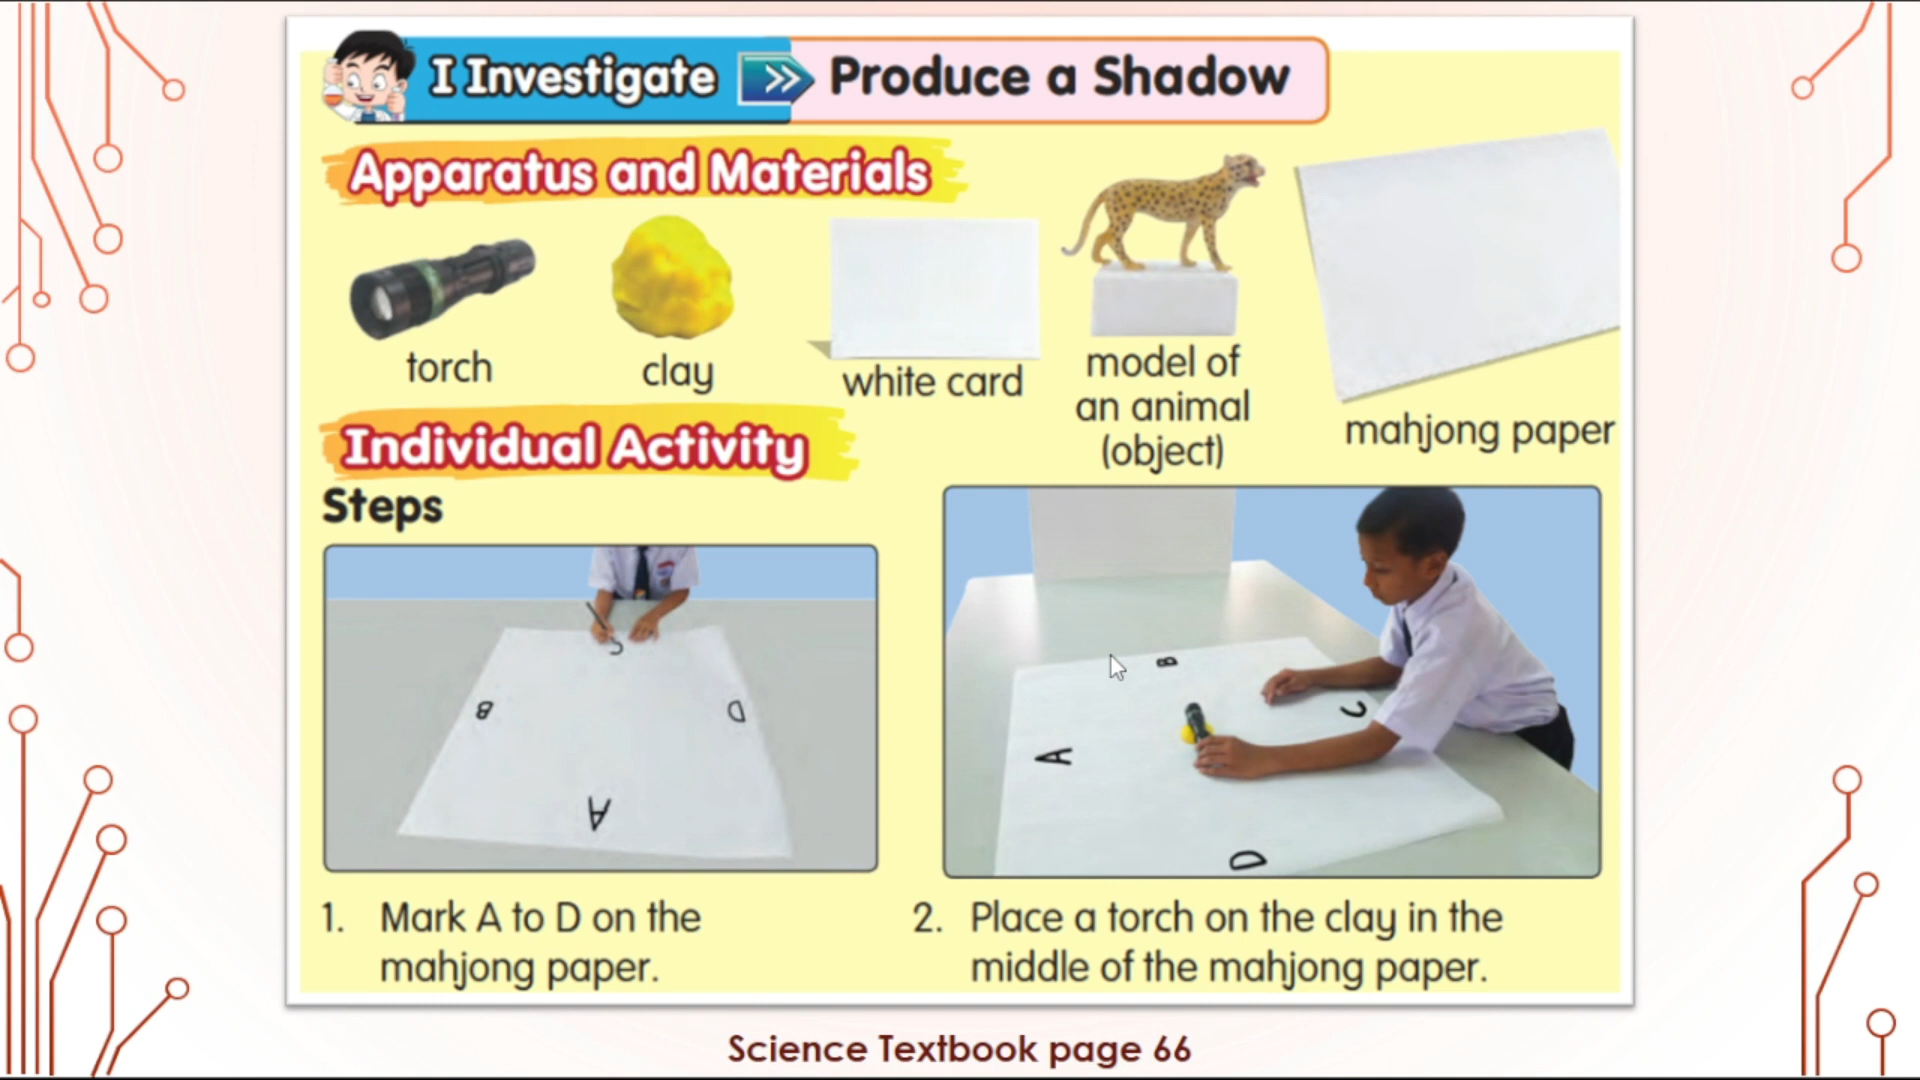 I Investigate
Produce a Shadow
Apparatus and Materials
torch
clay
white card
model of
an animal
(object)
mahjong paper
Individual Activity
Steps
C
B
D
A
B
C
A
D
1. Mark A to D on the
mahjong paper.
2. Place a torch on the clay in the
middle of the mahjong paper.
Science Textbook page 66